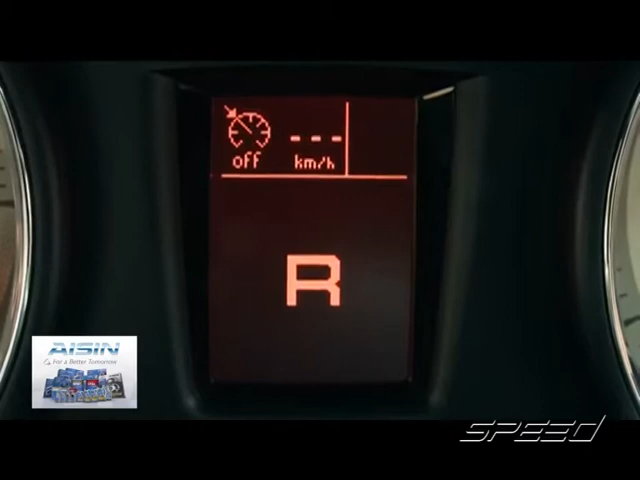 off
--- km/h
R
AISIN
For a Better Tomorrow
SPEED